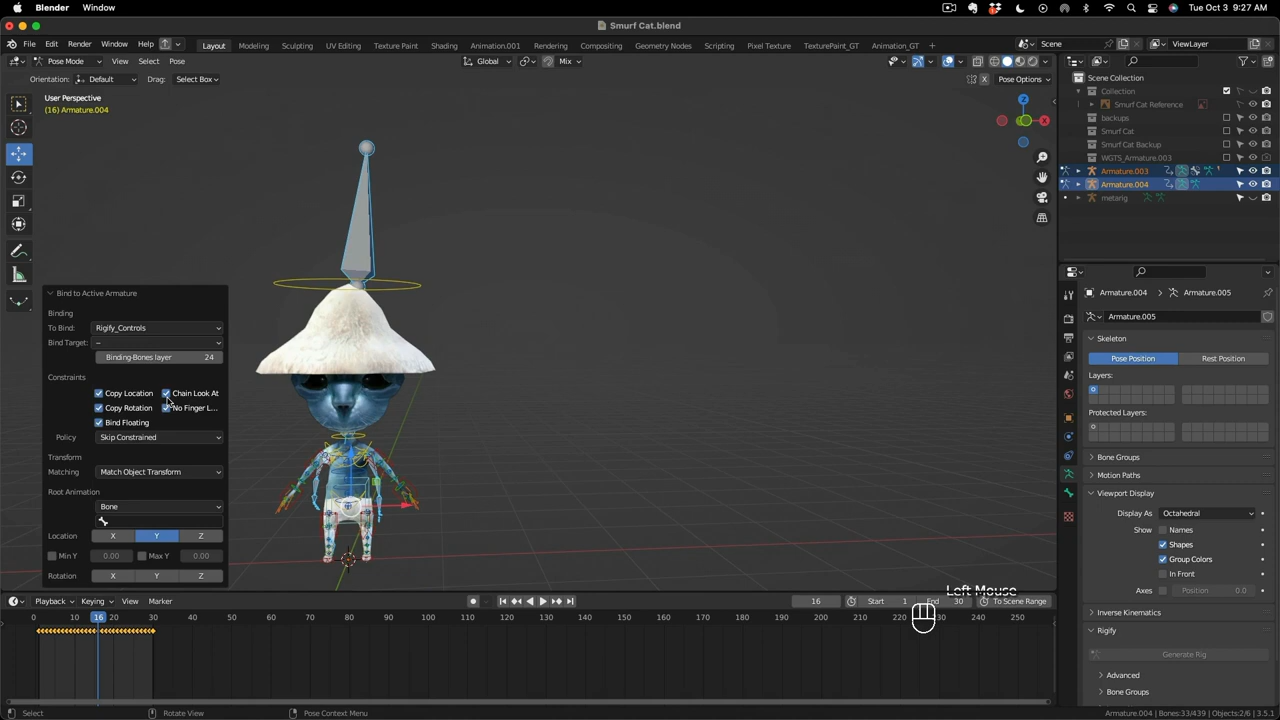 Blender Window Tue Oct 3 9:27 AM
Smurf Cat.blend
File Edit Render Window Help Layout Modeling Sculpting UV Editing Texture Paint Shading Animation.001 Rendering Compositing Geometry Nodes Scripting Pixel Texture TexturePaint_GT Animation_GT + Scene ViewLayer
Pose Mode View Select Pose Global Mix
Orientation: Default Drag: Select Box X Pose Options
User Perspective
(16) Armature.004
Z
X
Scene Collection
Collection
Smurf Cat Reference
backups
Smurf Cat
Smurf Cat Backup
WGTS_Armature.003
Armature.003
Armature.004
metarig
Bind to Active Armature
Binding
To Bind: Rigify_Controls
Bind Target: –
Binding-Bones layer 24
Constraints
Copy Location Chain Look At
Copy Rotation No Finger L...
Bind Floating
Policy Skip Constrained
Transform
Matching Match Object Transform
Root Animation
Bone
Location X Y Z
Min Y 0.00 Max Y 0.00
Rotation X Y Z
Armature.004 > Armature.005
Armature.005
Skeleton
Pose Position Rest Position
Layers:
Protected Layers:
Bone Groups
Motion Paths
Viewport Display
Display As Octahedral
Show Names
Shapes
Group Colors
In Front
Axes Position 0.0
Inverse Kinematics
Rigify
Generate Rig
Advanced
Bone Groups
Left Mouse
Playback Keying View Marker 16 Start 1 End 30 To Scene Range
0 10 16 20 30 40 50 60 70 80 90 100 110 120 130 140 150 160 170 180 190 200 210 220 230 240 250
Select Rotate View Pose Context Menu Armature.004 | Bones:33/439 | Objects:2/6 | 3.5.1